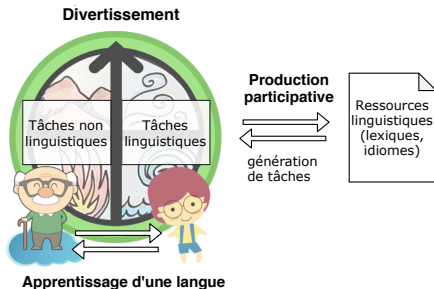 Divertissement
Tâches non
linguistiques
Tâches
linguistiques
Production
participative
génération
de tâches
Ressources
linguistiques
(lexiques,
idiomes)
Apprentissage d'une langue